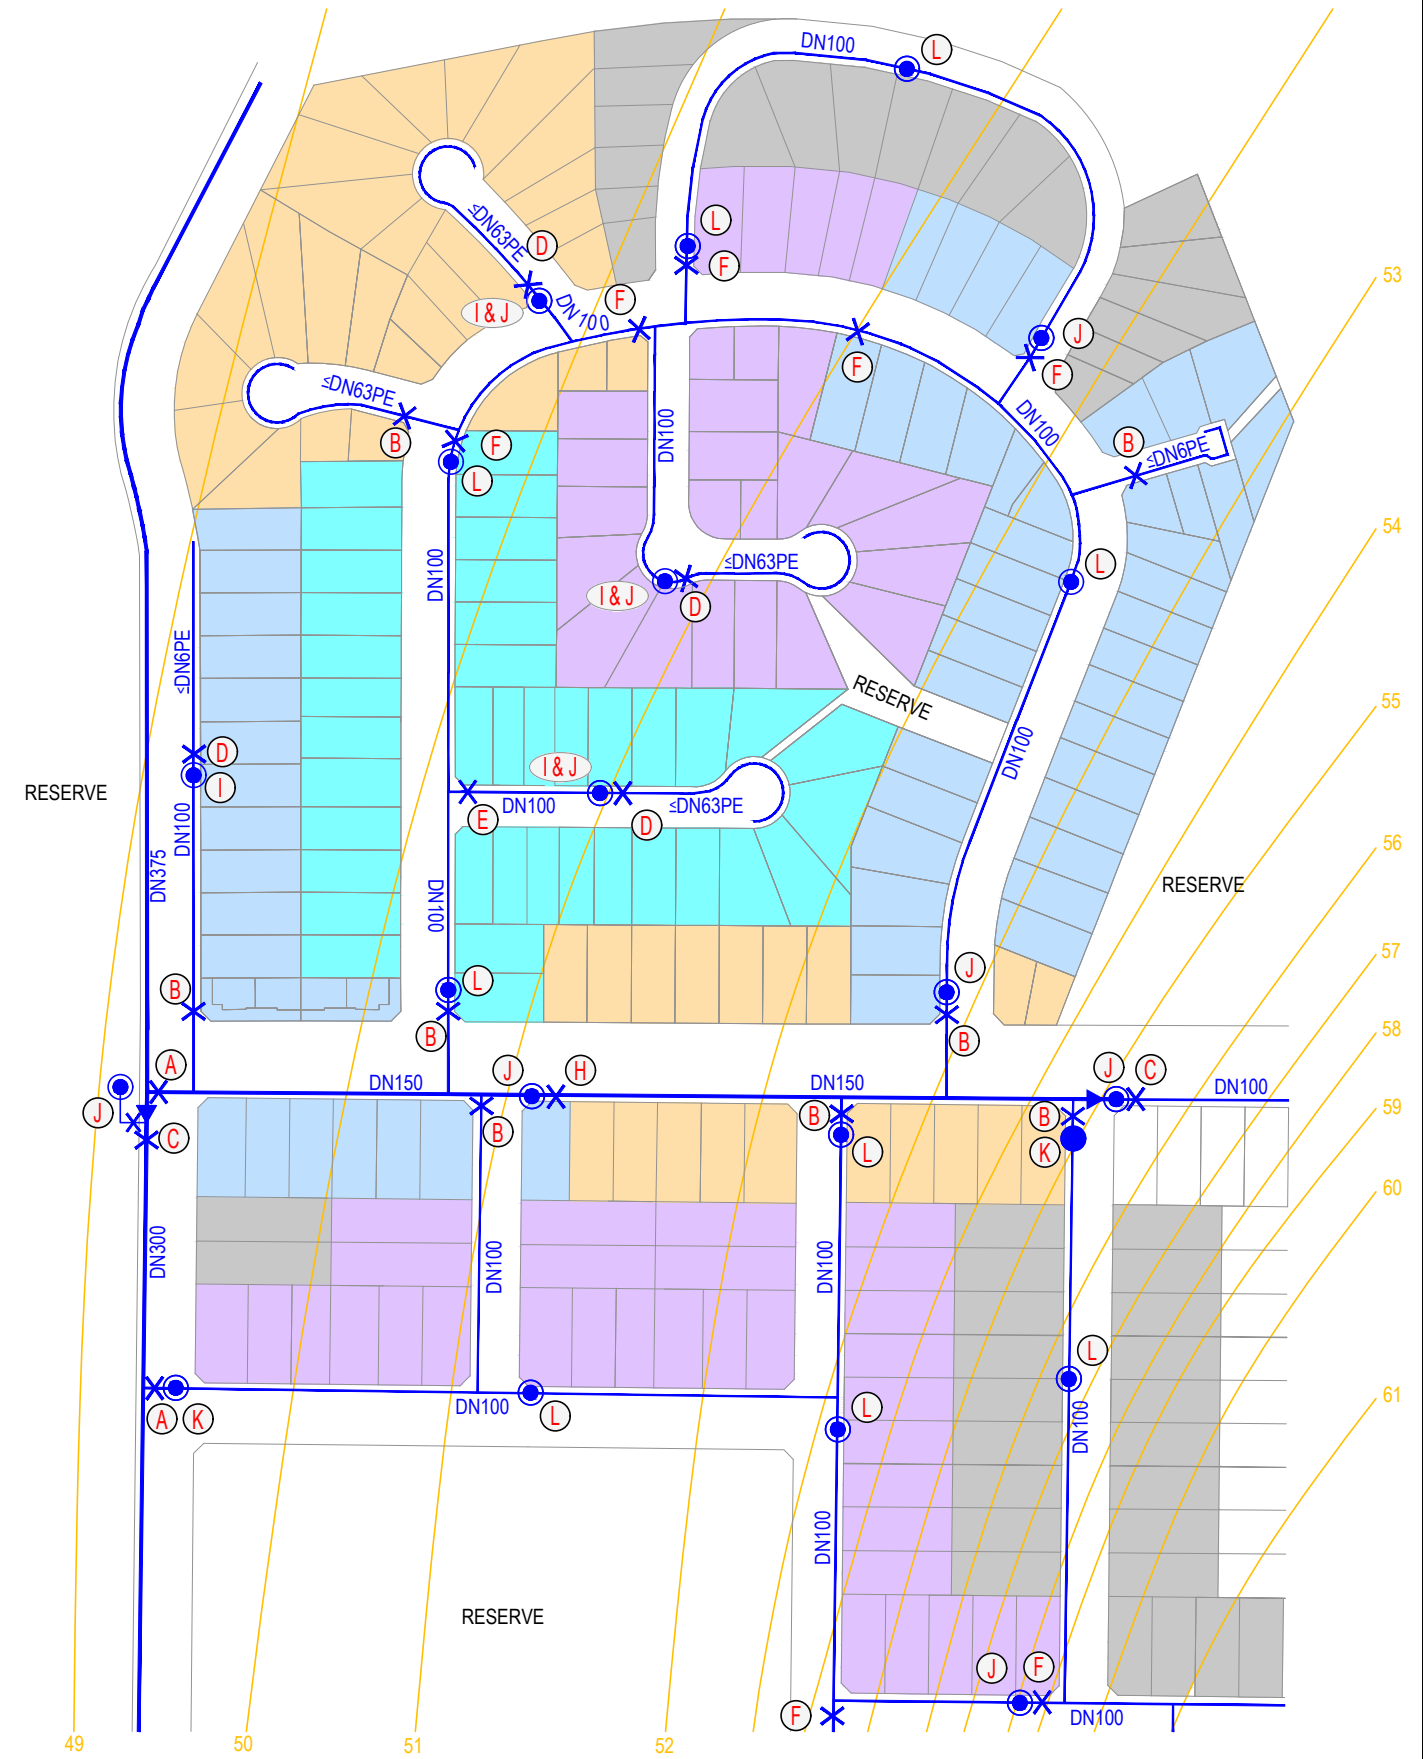 DN100
L
L
F
≤DN63PE
D
I & J
DN100
F
53
J
F
F
≤DN63PE
B
F
L
DN100
DN100
B
≤DN6PE
54
DN100
≤DN63PE
I & J
D
L
≤DN6PE
RESERVE
55
D
I
I & J
DN100
E
D
≤DN63PE
DN100
RESERVE
DN100
DN375
56
RESERVE
DN100
57
B
L
B
J
B
58
A
J
C
DN150
J
H
DN150
J
C
DN100
59
B
B
L
B
K
60
DN300
DN100
DN100
L
61
A
K
DN100
L
L
DN100
DN100
RESERVE
J
F
F
DN100
49
50
51
52